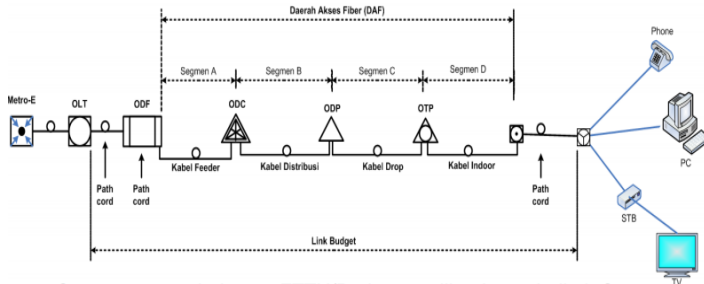 Daerah Akses Fiber (DAF)
Phone
Segmen A
Segmen B
Segmen C
Segmen D
Metro-E
OLT
ODF
ODC
ODP
OTP
Kabel Feeder
Kabel Distribusi
Kabel Drop
Kabel Indoor
PC
Path
cord
Path
cord
Path
cord
STB
Link Budget
TV